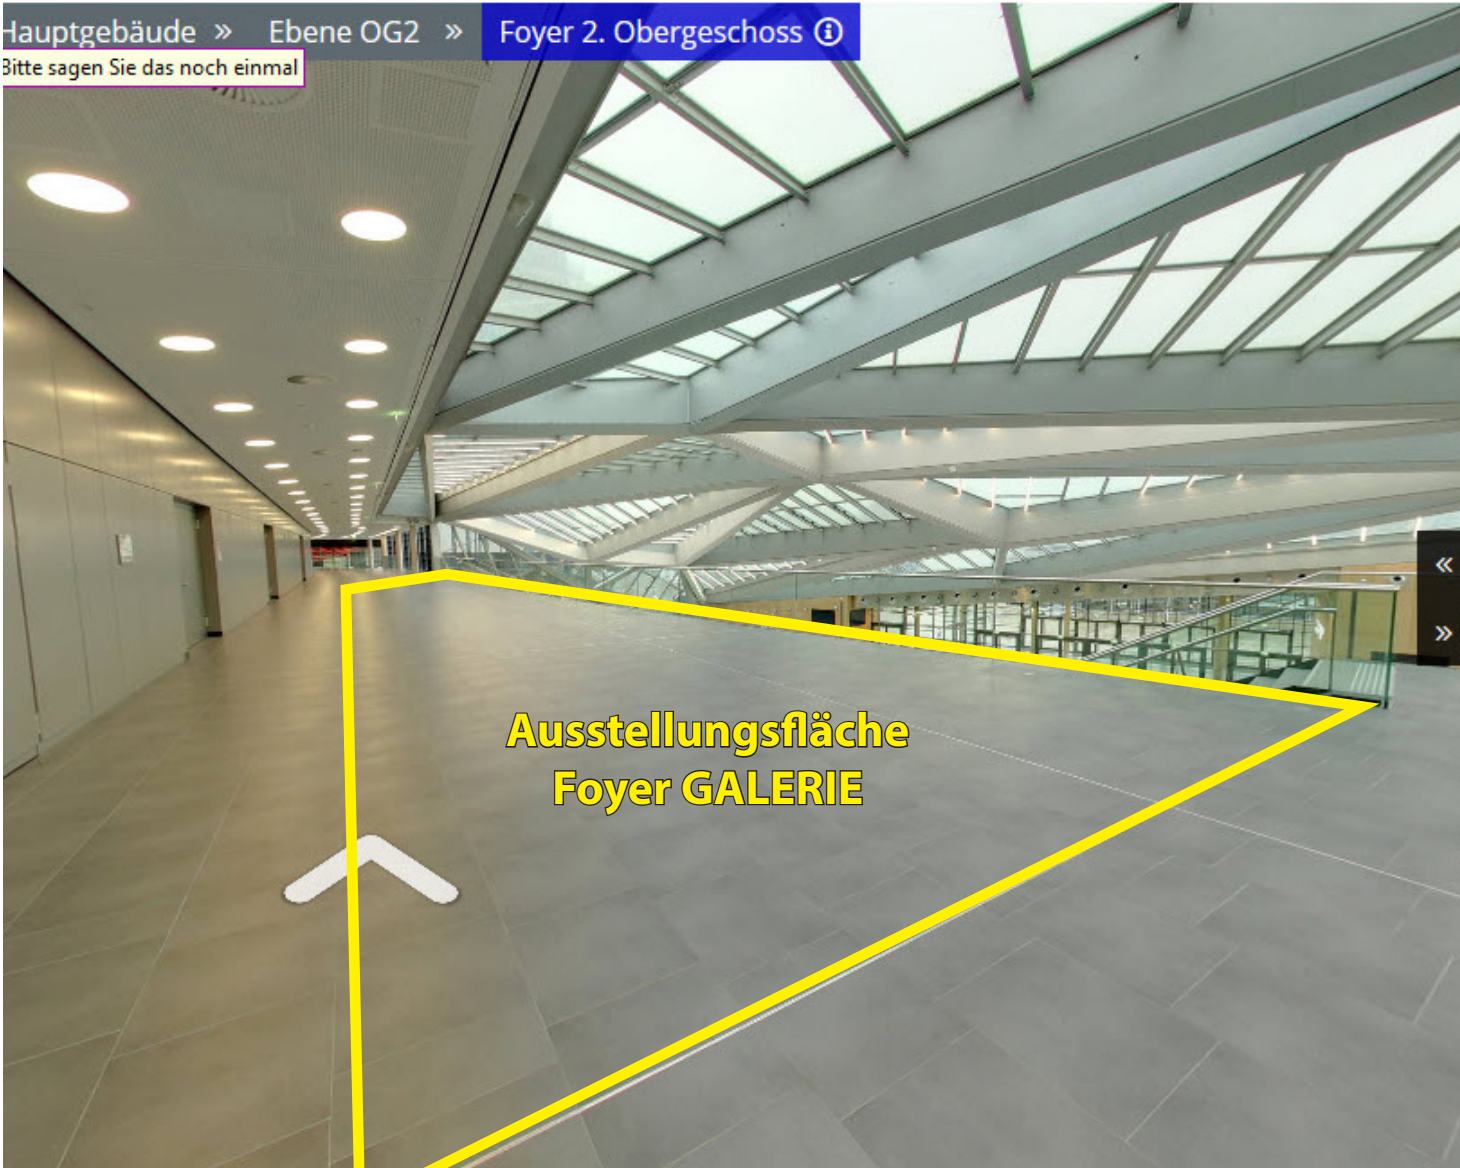 Hauptgebäude » Ebene OG2 » Foyer 2. Obergeschoss
Bitte sagen Sie das noch einmal
«
»
Ausstellungsfläche
Foyer GALERIE